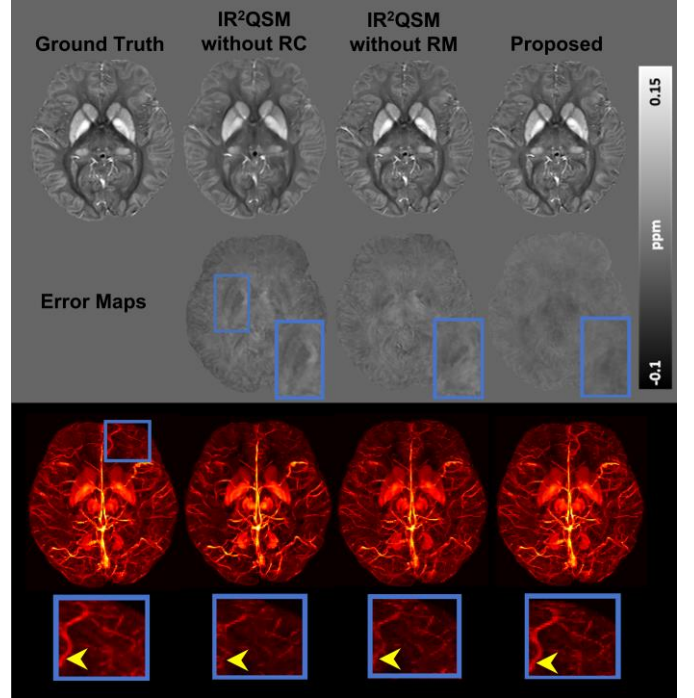 Ground Truth
IR²QSM
without RC
IR²QSM
without RM
Proposed
0.15
ppm
-0.1
Error Maps